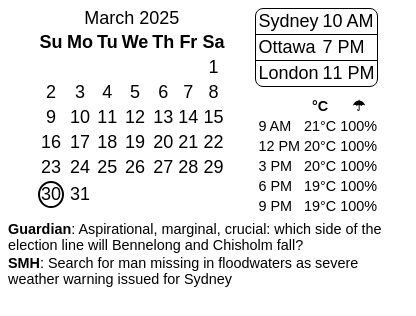 March 2025
Su Mo Tu We Th Fr Sa
1
2 3 4 5 6 7 8
9 10 11 12 13 14 15
16 17 18 19 20 21 22
23 24 25 26 27 28 29
30 31
Sydney 10 AM
Ottawa 7 PM
London 11 PM
°C ☂
9 AM 21°C 100%
12 PM 20°C 100%
3 PM 20°C 100%
6 PM 19°C 100%
9 PM 19°C 100%
Guardian: Aspirational, marginal, crucial: which side of the
election line will Bennelong and Chisholm fall?
SMH: Search for man missing in floodwaters as severe
weather warning issued for Sydney